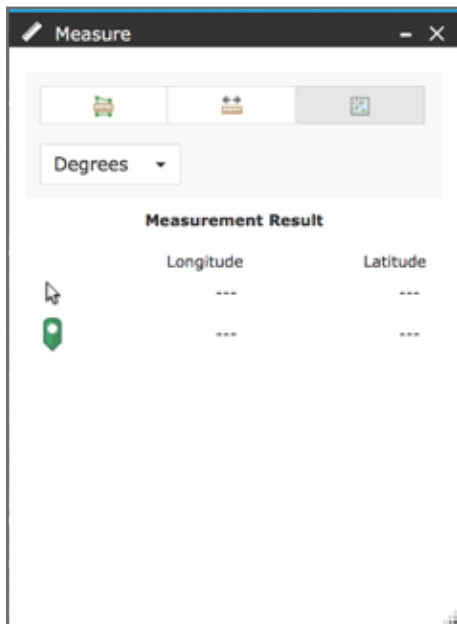 Measure
Degrees
Measurement Result
Longitude Latitude
--- ---
--- ---